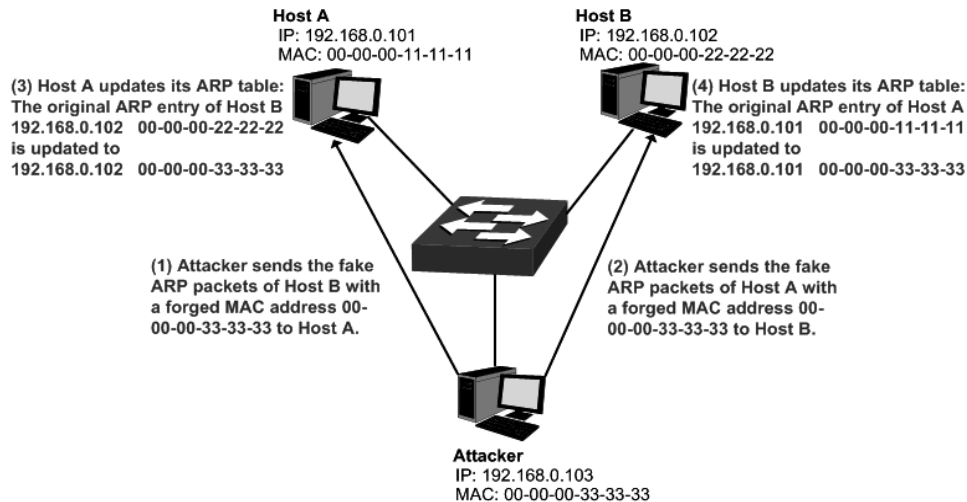 Host A
IP: 192.168.0.101
MAC: 00-00-00-11-11-11
Host B
IP: 192.168.0.102
MAC: 00-00-00-22-22-22
(3) Host A updates its ARP table:
The original ARP entry of Host B
192.168.0.102 00-00-00-22-22-22
is updated to
192.168.0.102 00-00-00-33-33-33
(4) Host B updates its ARP table:
The original ARP entry of Host A
192.168.0.101 00-00-00-11-11-11
is updated to
192.168.0.101 00-00-00-33-33-33
(1) Attacker sends the fake
ARP packets of Host B with
a forged MAC address 00-
00-00-33-33-33 to Host A.
(2) Attacker sends the fake
ARP packets of Host A with
a forged MAC address 00-
00-00-33-33-33 to Host B.
Attacker
IP: 192.168.0.103
MAC: 00-00-00-33-33-33